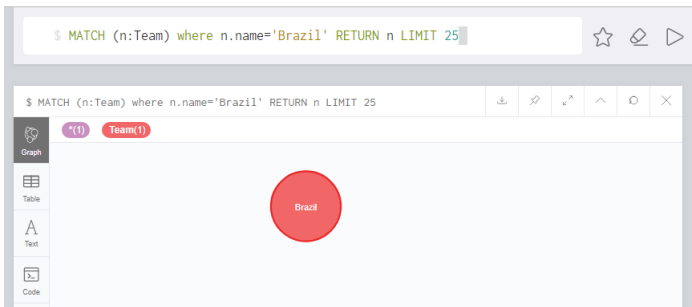 $ MATCH (n:Team) where n.name='Brazil' RETURN n LIMIT 25
$ MATCH (n:Team) where n.name='Brazil' RETURN n LIMIT 25
*(1) Team(1)
Graph
Brazil
Table
A
Text
Code